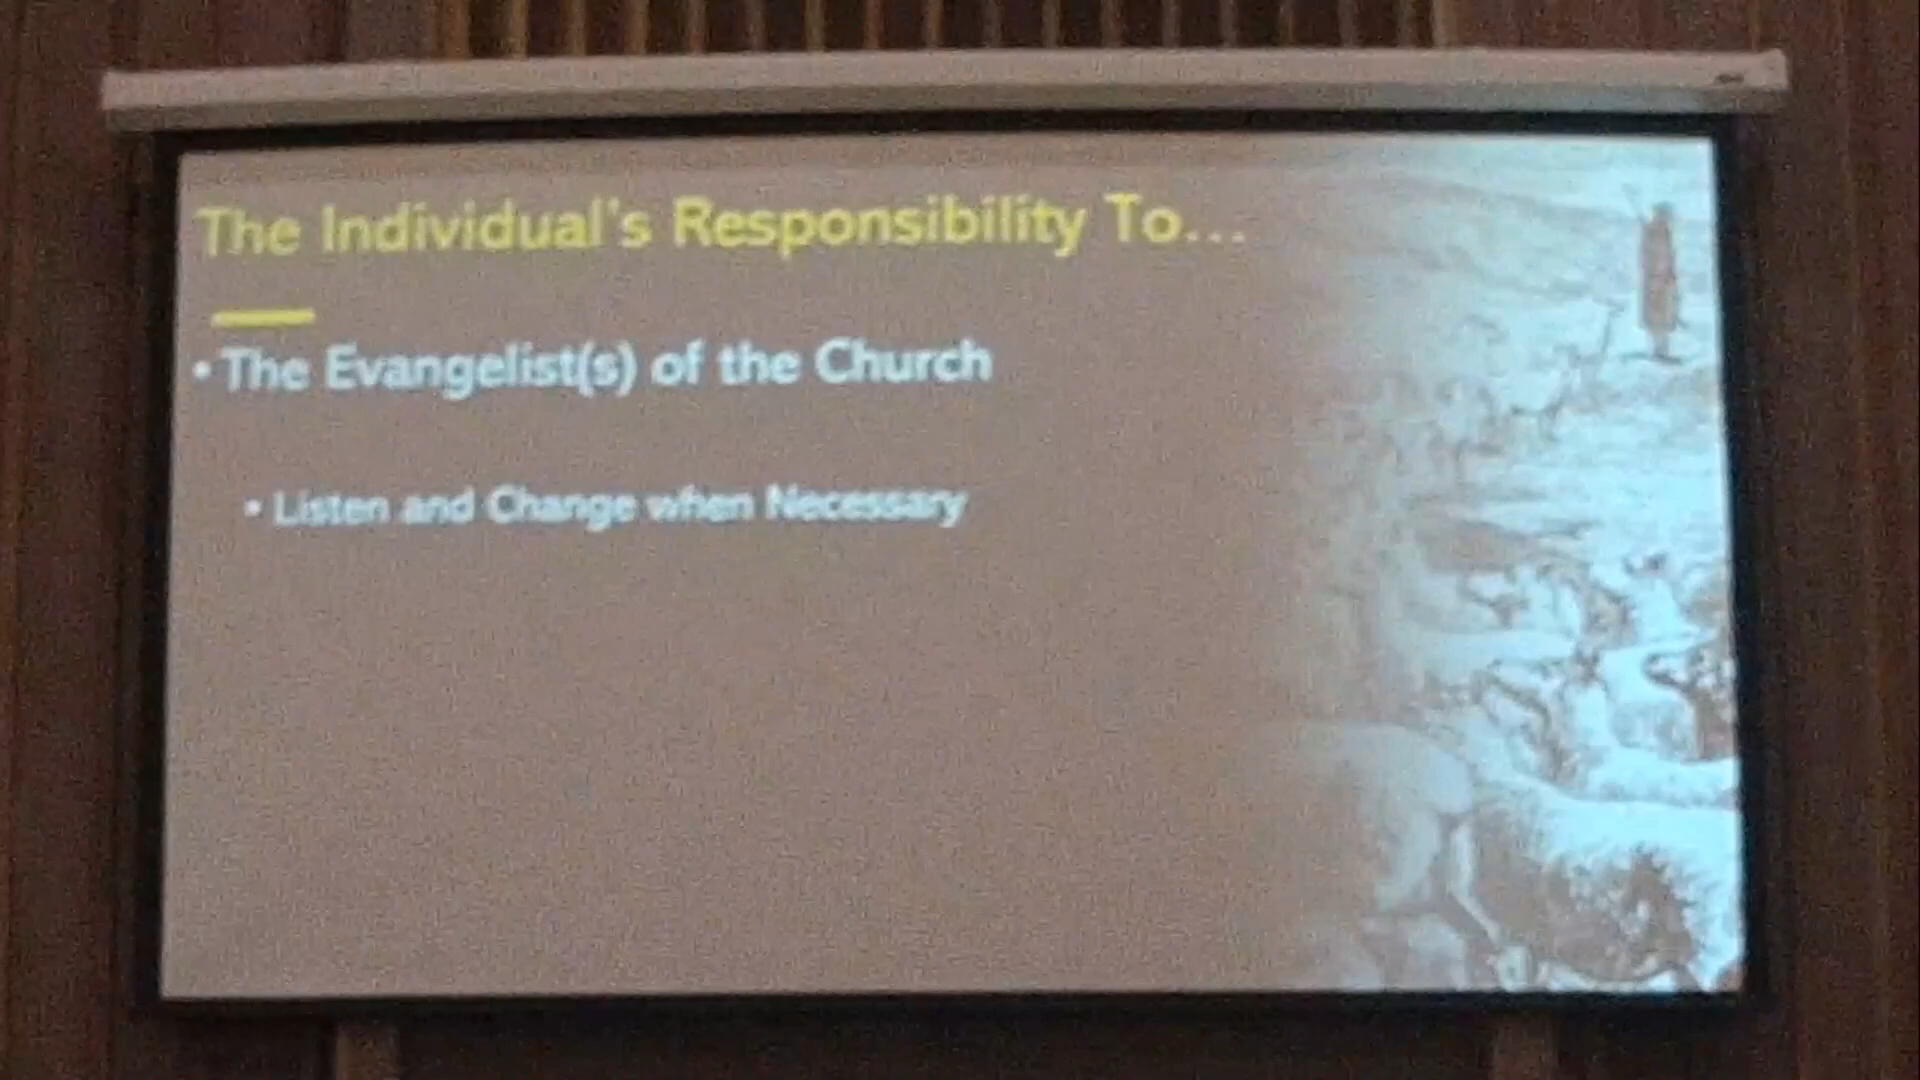 The Individual's Responsibility To...
• The Evangelist(s) of the Church
• Listen and Change when Necessary